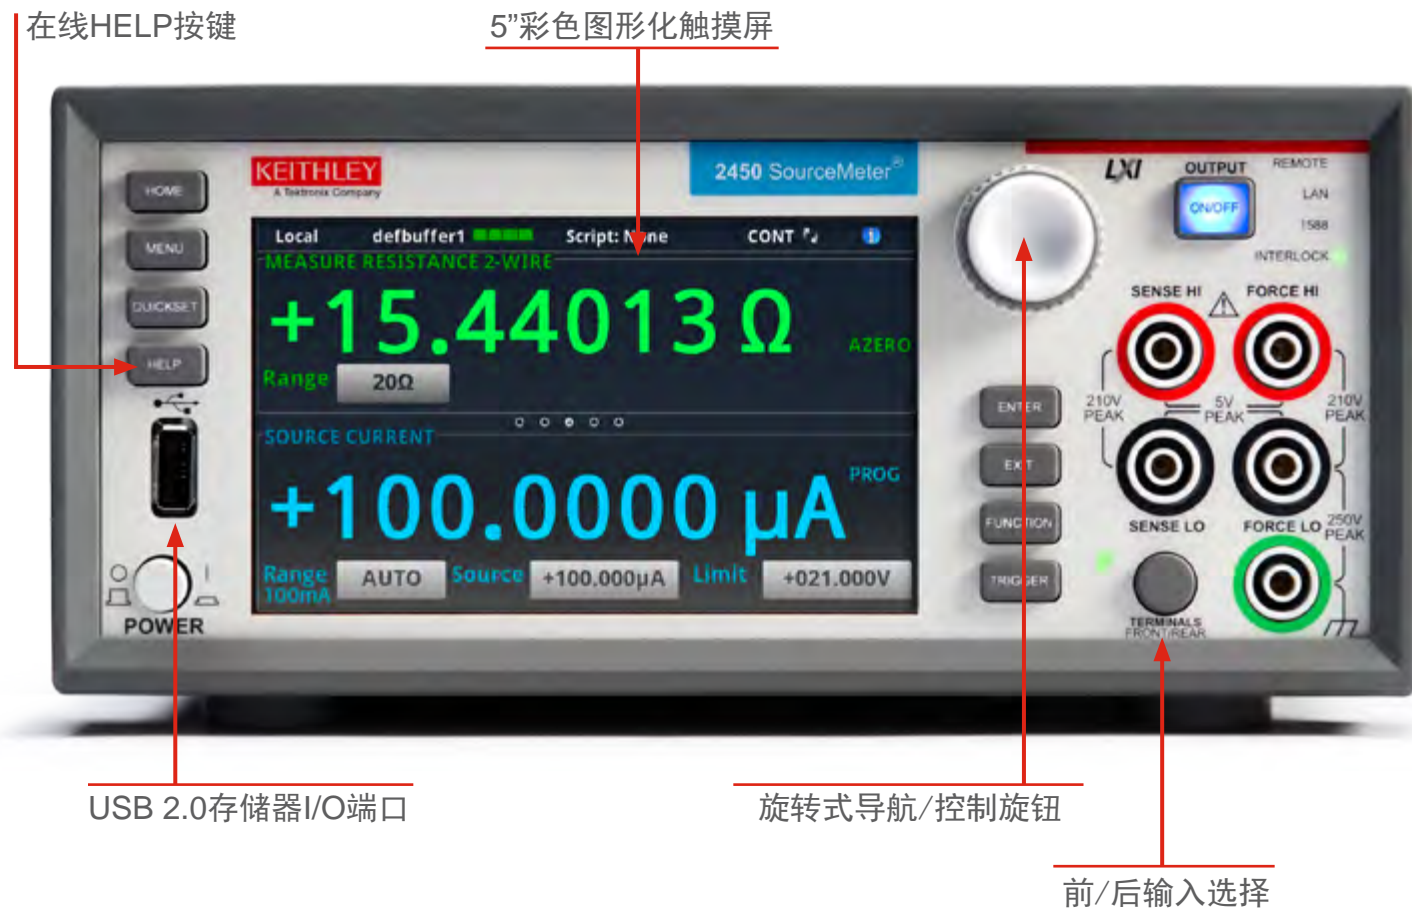 在线HELP按键
5”彩色图形化触摸屏
KEITHLEY
A Tektronix Company
2450 SourceMeter®
LXI
OUTPUT
ON/OFF
REMOTE
LAN
1588
INTERLOCK
HOME
MENU
QUICKSET
HELP
Local defbuffer1 Script: None CONT
MEASURE RESISTANCE 2-WIRE
+15.44013 Ω
AZERO
Range 20Ω
SOURCE CURRENT
+100.0000 µA
PROG
Range 100mA AUTO Source +100.000µA Limit +021.000V
ENTER
EXIT
FUNCTION
TRIGGER
SENSE HI
FORCE HI
210V PEAK
5V PEAK
210V PEAK
SENSE LO
FORCE LO
250V PEAK
TERMINALS
FRONT/REAR
POWER
USB 2.0存储器I/O端口
旋转式导航/控制旋钮
前/后输入选择